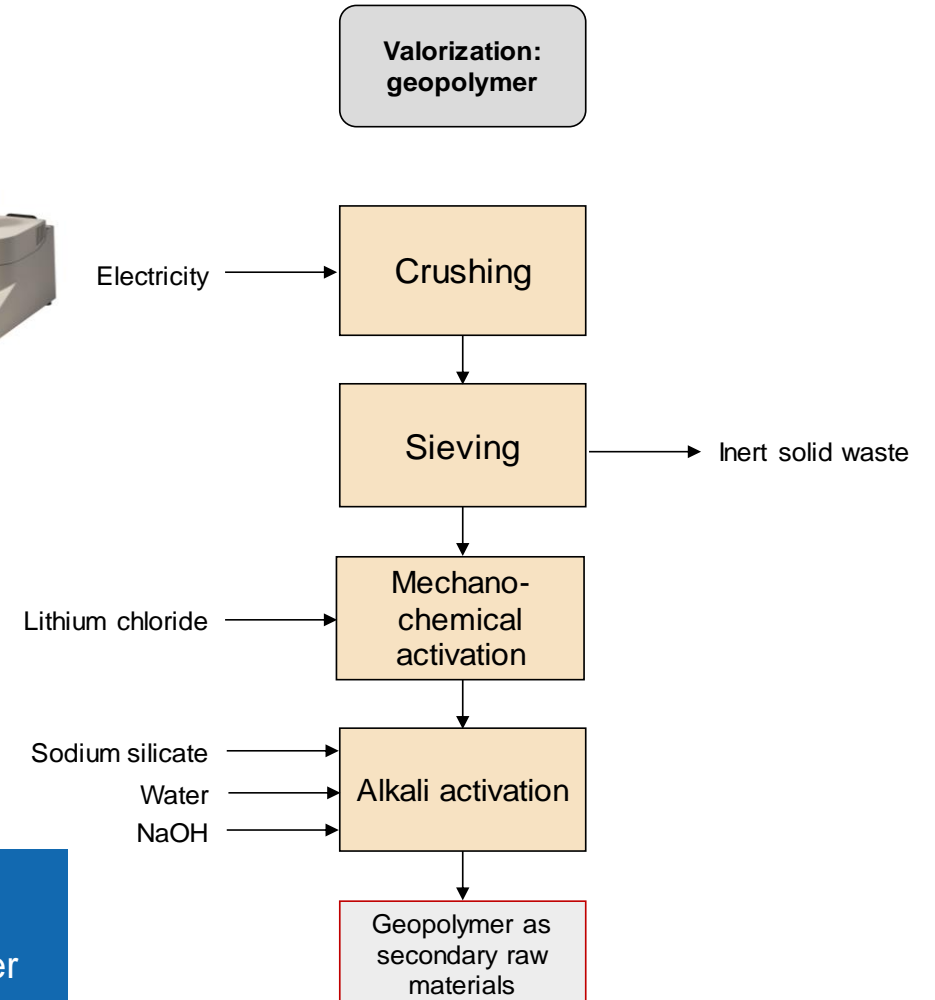 Valorization:
geopolymer
Electricity
Crushing
Sieving
Inert solid waste
Mechano-
chemical
activation
Lithium chloride
Sodium silicate
Water
NaOH
Alkali activation
Geopolymer as
secondary raw
materials